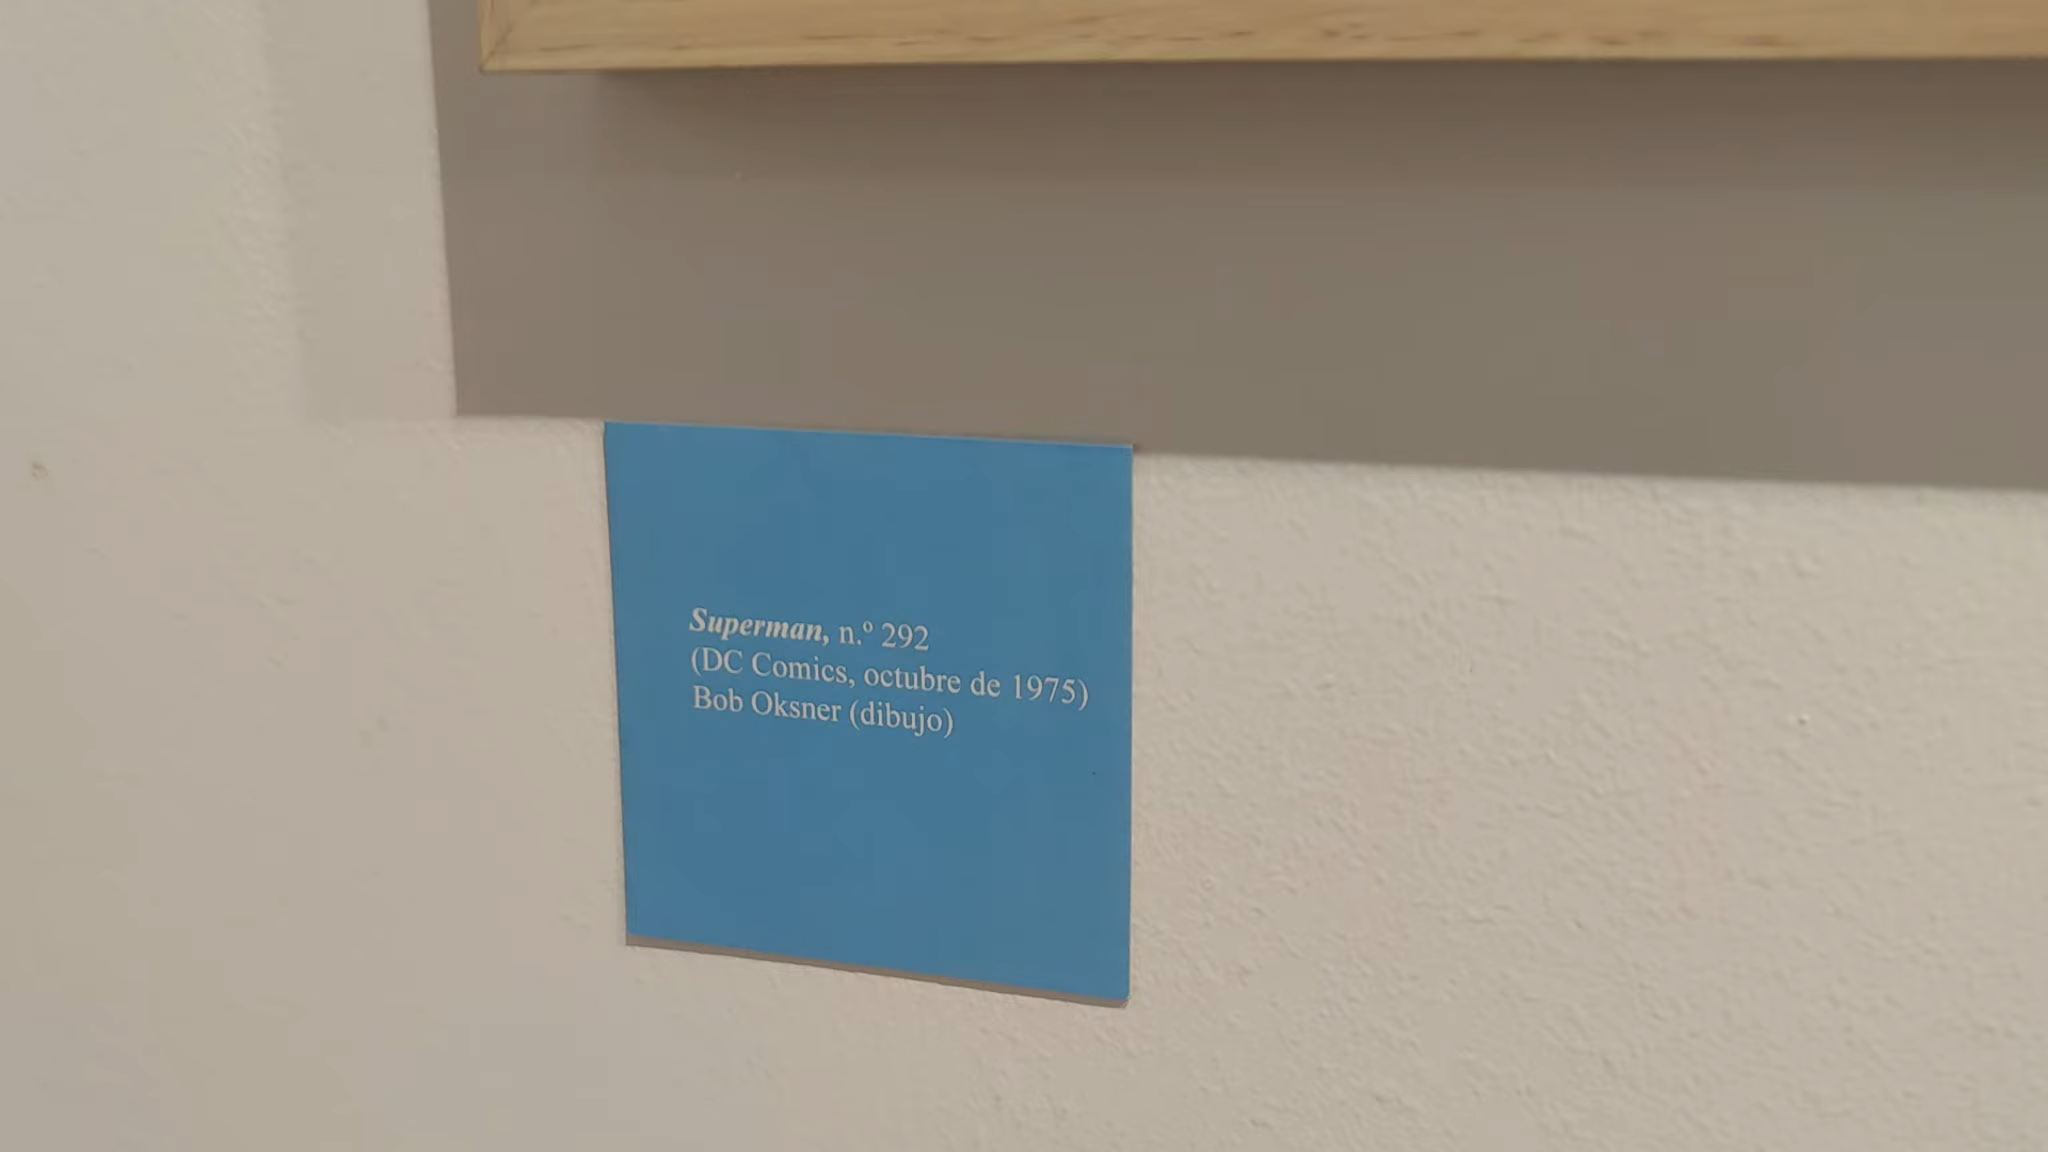 Superman, n.º 292
(DC Comics, octubre de 1975)
Bob Oksner (dibujo)